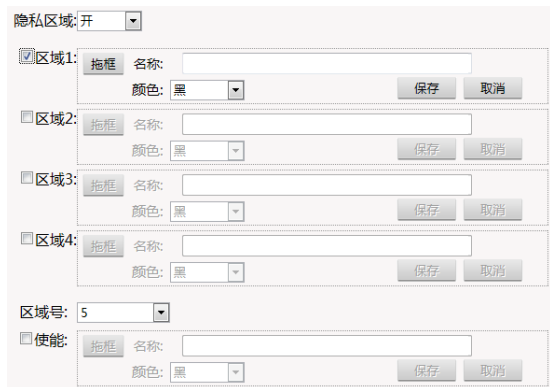 隐私区域: 开
区域1: 拖框 名称:
颜色: 黑 保存 取消
区域2: 拖框 名称:
颜色: 黑 保存 取消
区域3: 拖框 名称:
颜色: 黑 保存 取消
区域4: 拖框 名称:
颜色: 黑 保存 取消
区域号: 5
使能: 拖框 名称:
颜色: 黑 保存 取消